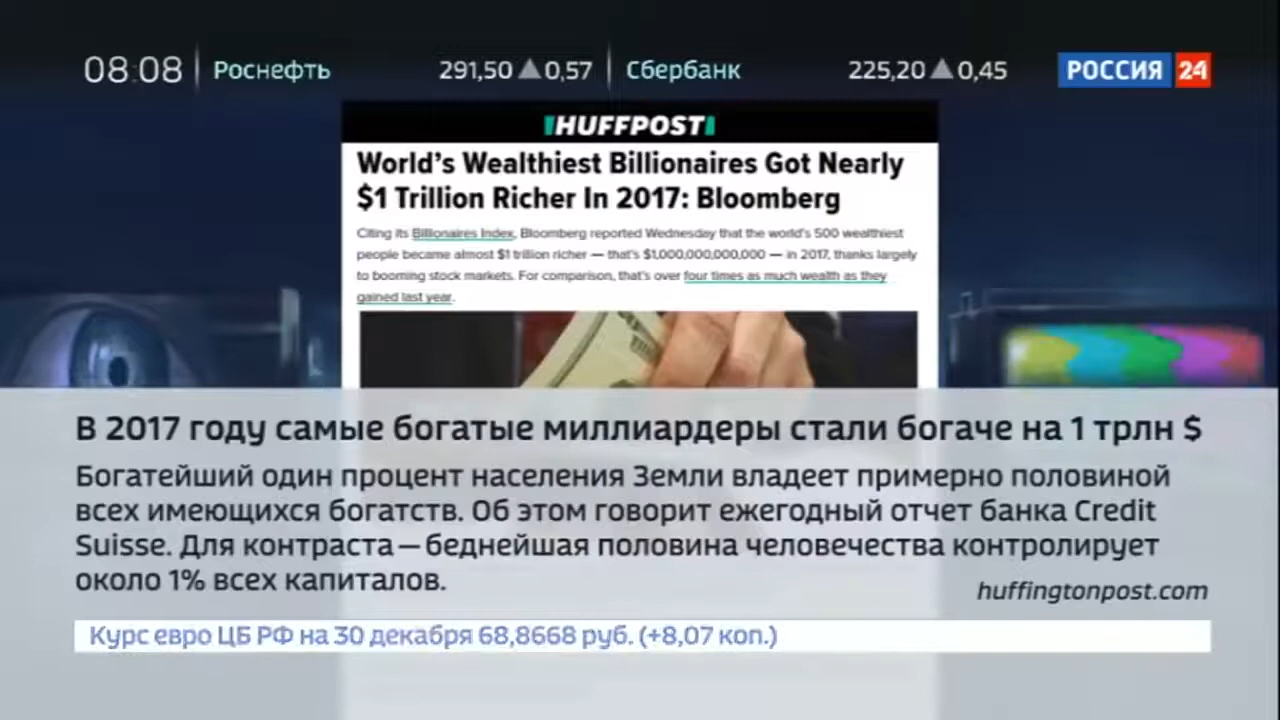 08:08 Роснефть 291,50 ▲ 0,57 Сбербанк 225,20 ▲ 0,45 РОССИЯ 24
HUFFPOST
World's Wealthiest Billionaires Got Nearly
$1 Trillion Richer In 2017: Bloomberg
Citing its Billionaires Index, Bloomberg reported Wednesday that the world's 500 wealthiest
people became almost $1 trillion richer — that's $1,000,000,000,000 — in 2017, thanks largely
to booming stock markets. For comparison, that's over four times as much wealth as they
gained last year.
В 2017 году самые богатые миллиардеры стали богаче на 1 трлн $
Богатейший один процент населения Земли владеет примерно половиной
всех имеющихся богатств. Об этом говорит ежегодный отчет банка Credit
Suisse. Для контраста — беднейшая половина человечества контролирует
около 1% всех капиталов.
huffingtonpost.com
Курс евро ЦБ РФ на 30 декабря 68,8668 руб. (+8,07 коп.)